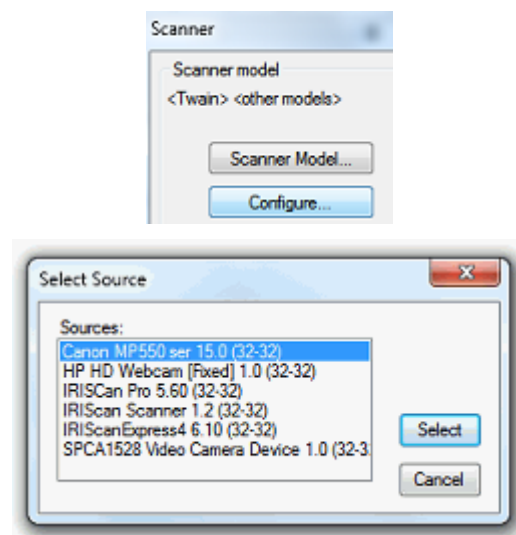 Scanner
Scanner model
<Twain> <other models>
Scanner Model...
Configure...
Select Source
Sources:
Canon MP550 ser 15.0 (32-32)
HP HD Webcam [Fixed] 1.0 (32-32)
IRISCan Pro 5.60 (32-32)
IRIScan Scanner 1.2 (32-32)
IRIScanExpress4 6.10 (32-32)
SPCA1528 Video Camera Device 1.0 (32-3
Select
Cancel